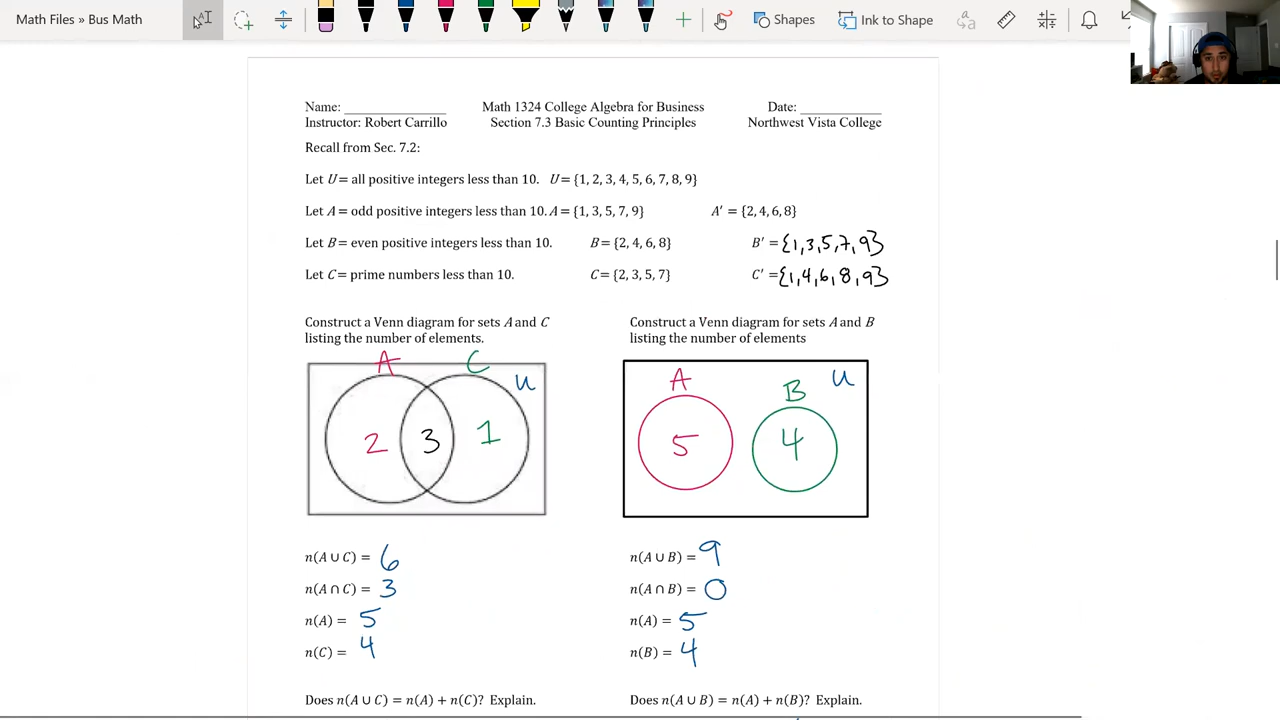 Math Files » Bus Math
Shapes
Ink to Shape
Name: _______________ Math 1324 College Algebra for Business Date: ____________
Instructor: Robert Carrillo Section 7.3 Basic Counting Principles Northwest Vista College
Recall from Sec. 7.2:
Let U = all positive integers less than 10. U = {1, 2, 3, 4, 5, 6, 7, 8, 9}
Let A = odd positive integers less than 10. A = {1, 3, 5, 7, 9} A′ = {2, 4, 6, 8}
Let B = even positive integers less than 10. B = {2, 4, 6, 8} B′ = {1,3,5,7,9}
Let C = prime numbers less than 10. C = {2, 3, 5, 7} C′ = {1,4,6,8,9}
Construct a Venn diagram for sets A and C
listing the number of elements.
A C U
2 3 1
n(A ∪ C) = 6
n(A ∩ C) = 3
n(A) = 5
n(C) = 4
Does n(A ∪ C) = n(A) + n(C)? Explain.
Construct a Venn diagram for sets A and B
listing the number of elements
A B U
5 4
n(A ∪ B) = 9
n(A ∩ B) = 0
n(A) = 5
n(B) = 4
Does n(A ∪ B) = n(A) + n(B)? Explain.